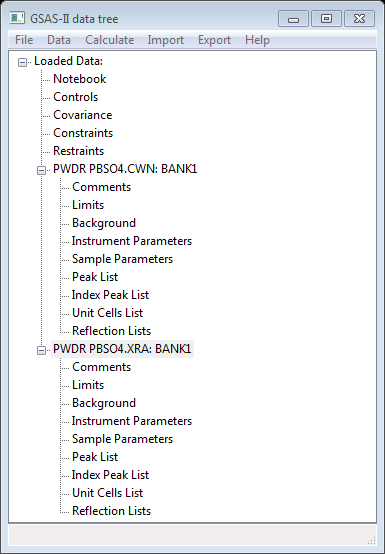 GSAS-II data tree
File Data Calculate Import Export Help
Loaded Data:
Notebook
Controls
Covariance
Constraints
Restraints
PWDR PBSO4.CWN: BANK1
Comments
Limits
Background
Instrument Parameters
Sample Parameters
Peak List
Index Peak List
Unit Cells List
Reflection Lists
PWDR PBSO4.XRA: BANK1
Comments
Limits
Background
Instrument Parameters
Sample Parameters
Peak List
Index Peak List
Unit Cells List
Reflection Lists